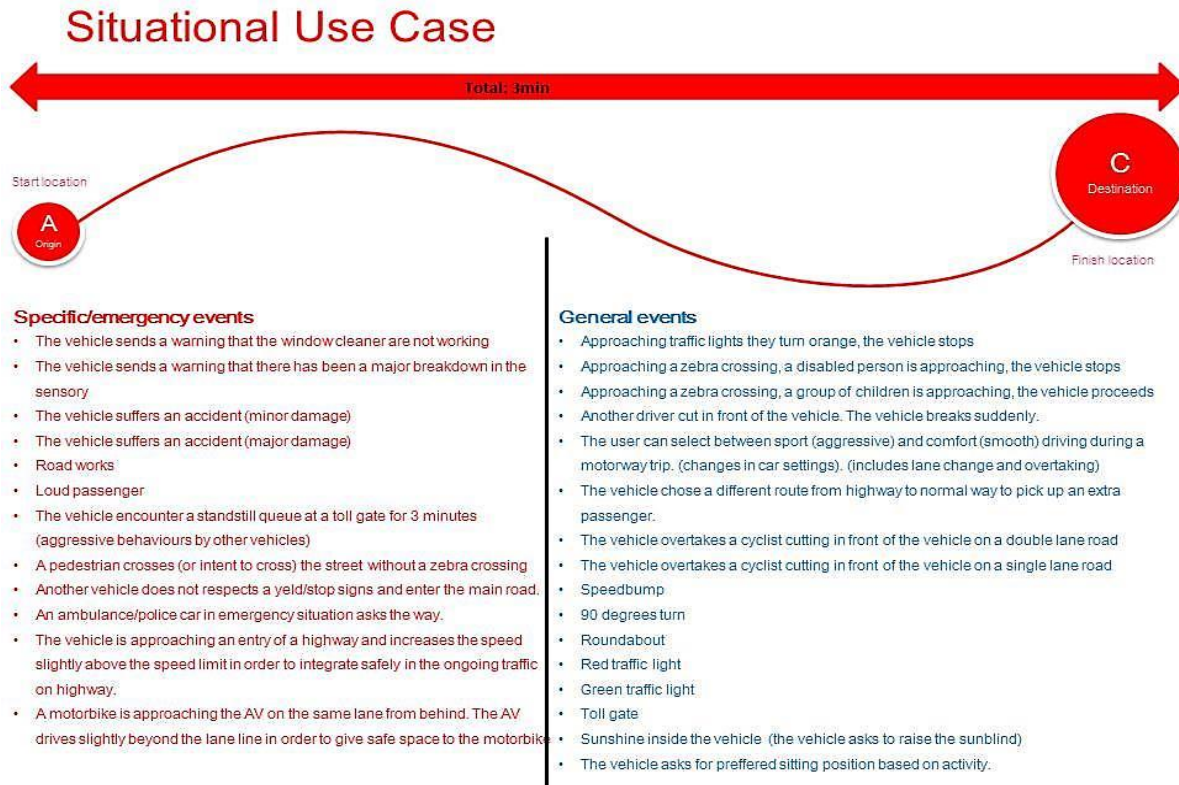 Situational Use Case
Total: 3min
Start location
A
Origin
C
Destination
Finish location
Specific/emergency events
• The vehicle sends a warning that the window cleaner are not working
• The vehicle sends a warning that there has been a major breakdown in the
sensory
• The vehicle suffers an accident (minor damage)
• The vehicle suffers an accident (major damage)
• Road works
• Loud passenger
• The vehicle encounter a standstill queue at a toll gate for 3 minutes
(aggressive behaviours by other vehicles)
• A pedestrian crosses (or intent to cross) the street without a zebra crossing
• Another vehicle does not respects a yeld/stop signs and enter the main road.
• An ambulance/police car in emergency situation asks the way.
• The vehicle is approaching an entry of a highway and increases the speed
slightly above the speed limit in order to integrate safely in the ongoing traffic
on highway.
• A motorbike is approaching the AV on the same lane from behind. The AV
drives slightly beyond the lane line in order to give safe space to the motorbike
General events
• Approaching traffic lights they turn orange, the vehicle stops
• Approaching a zebra crossing, a disabled person is approaching, the vehicle stops
• Approaching a zebra crossing, a group of children is approaching, the vehicle proceeds
• Another driver cut in front of the vehicle. The vehicle breaks suddenly.
• The user can select between sport (aggressive) and comfort (smooth) driving during a
motorway trip. (changes in car settings). (includes lane change and overtaking)
• The vehicle chose a different route from highway to normal way to pick up an extra
passenger.
• The vehicle overtakes a cyclist cutting in front of the vehicle on a double lane road
• The vehicle overtakes a cyclist cutting in front of the vehicle on a single lane road
• Speedbump
• 90 degrees turn
• Roundabout
• Red traffic light
• Green traffic light
• Toll gate
• Sunshine inside the vehicle (the vehicle asks to raise the sunblind)
• The vehicle asks for preffered sitting position based on activity.